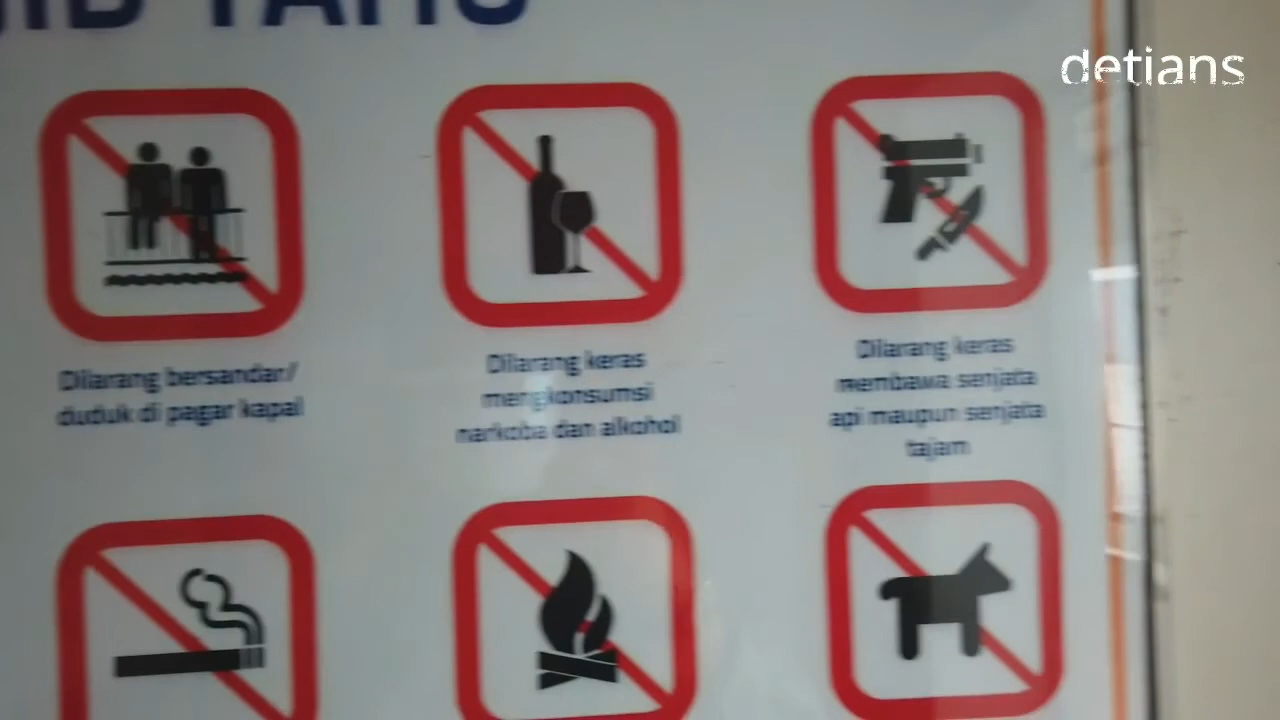 detians
Dilarang bersandar/
duduk di pagar kapal
Dilarang keras
mengkonsumsi
narkoba dan alkohol
Dilarang keras
membawa senjata
api maupun senjata
tajam